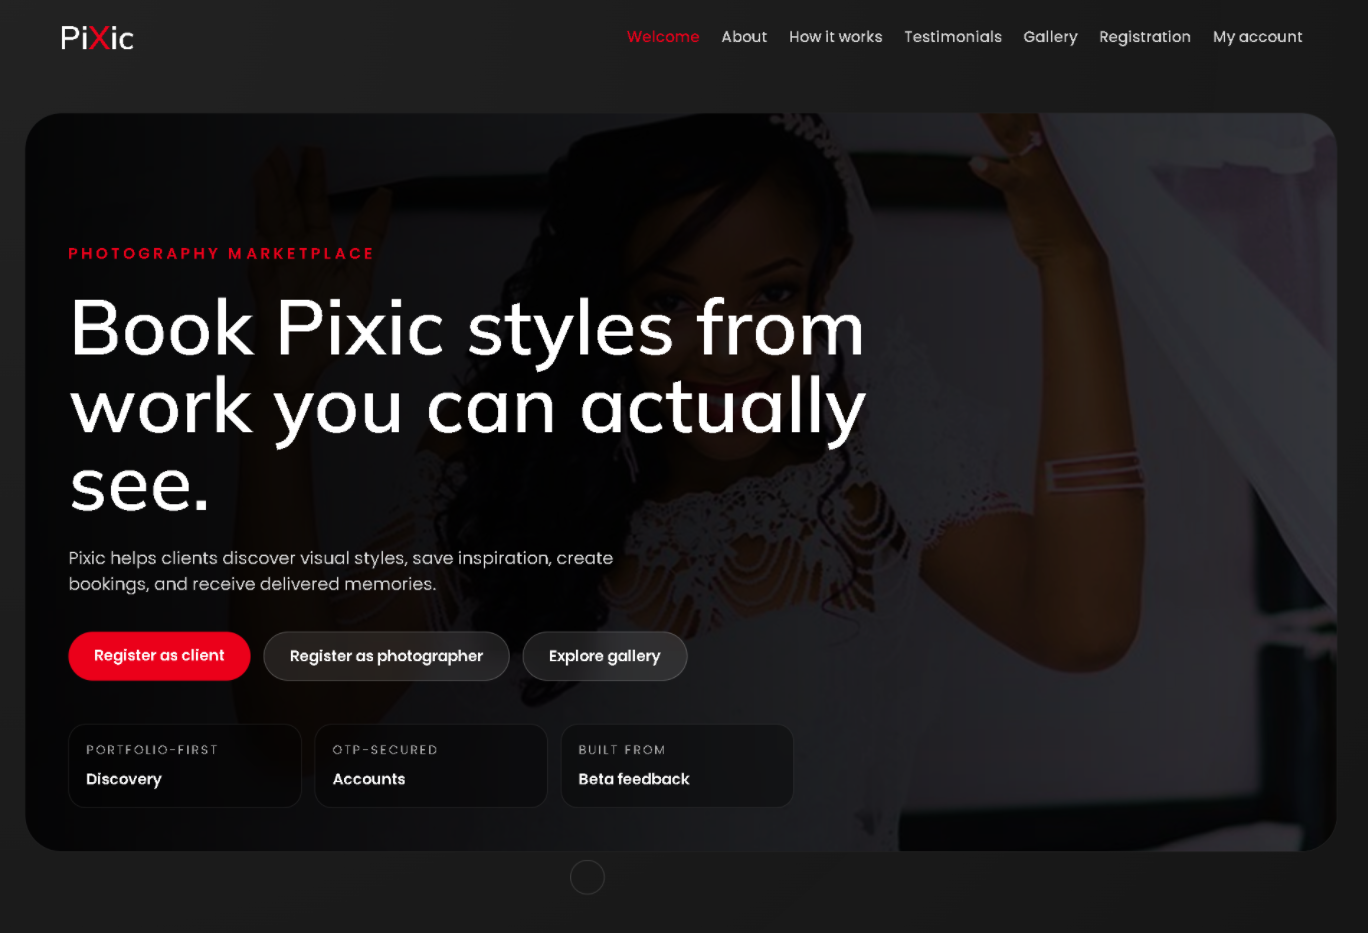 PiXic
Welcome About How it works Testimonials Gallery Registration My account
PHOTOGRAPHY MARKETPLACE
Book Pixic styles from
work you can actually
see.
Pixic helps clients discover visual styles, save inspiration, create
bookings, and receive delivered memories.
Register as client Register as photographer Explore gallery
PORTFOLIO-FIRST OTP-SECURED BUILT FROM
Discovery Accounts Beta feedback